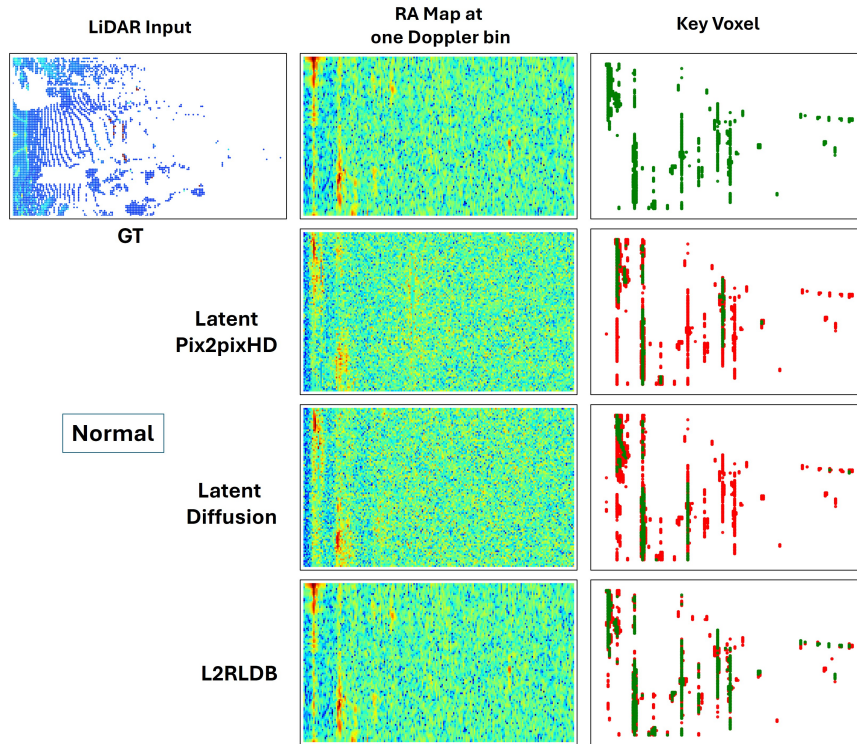 LiDAR Input
RA Map at
one Doppler bin
Key Voxel
GT
Latent
Pix2pixHD
Normal
Latent
Diffusion
L2RLDB